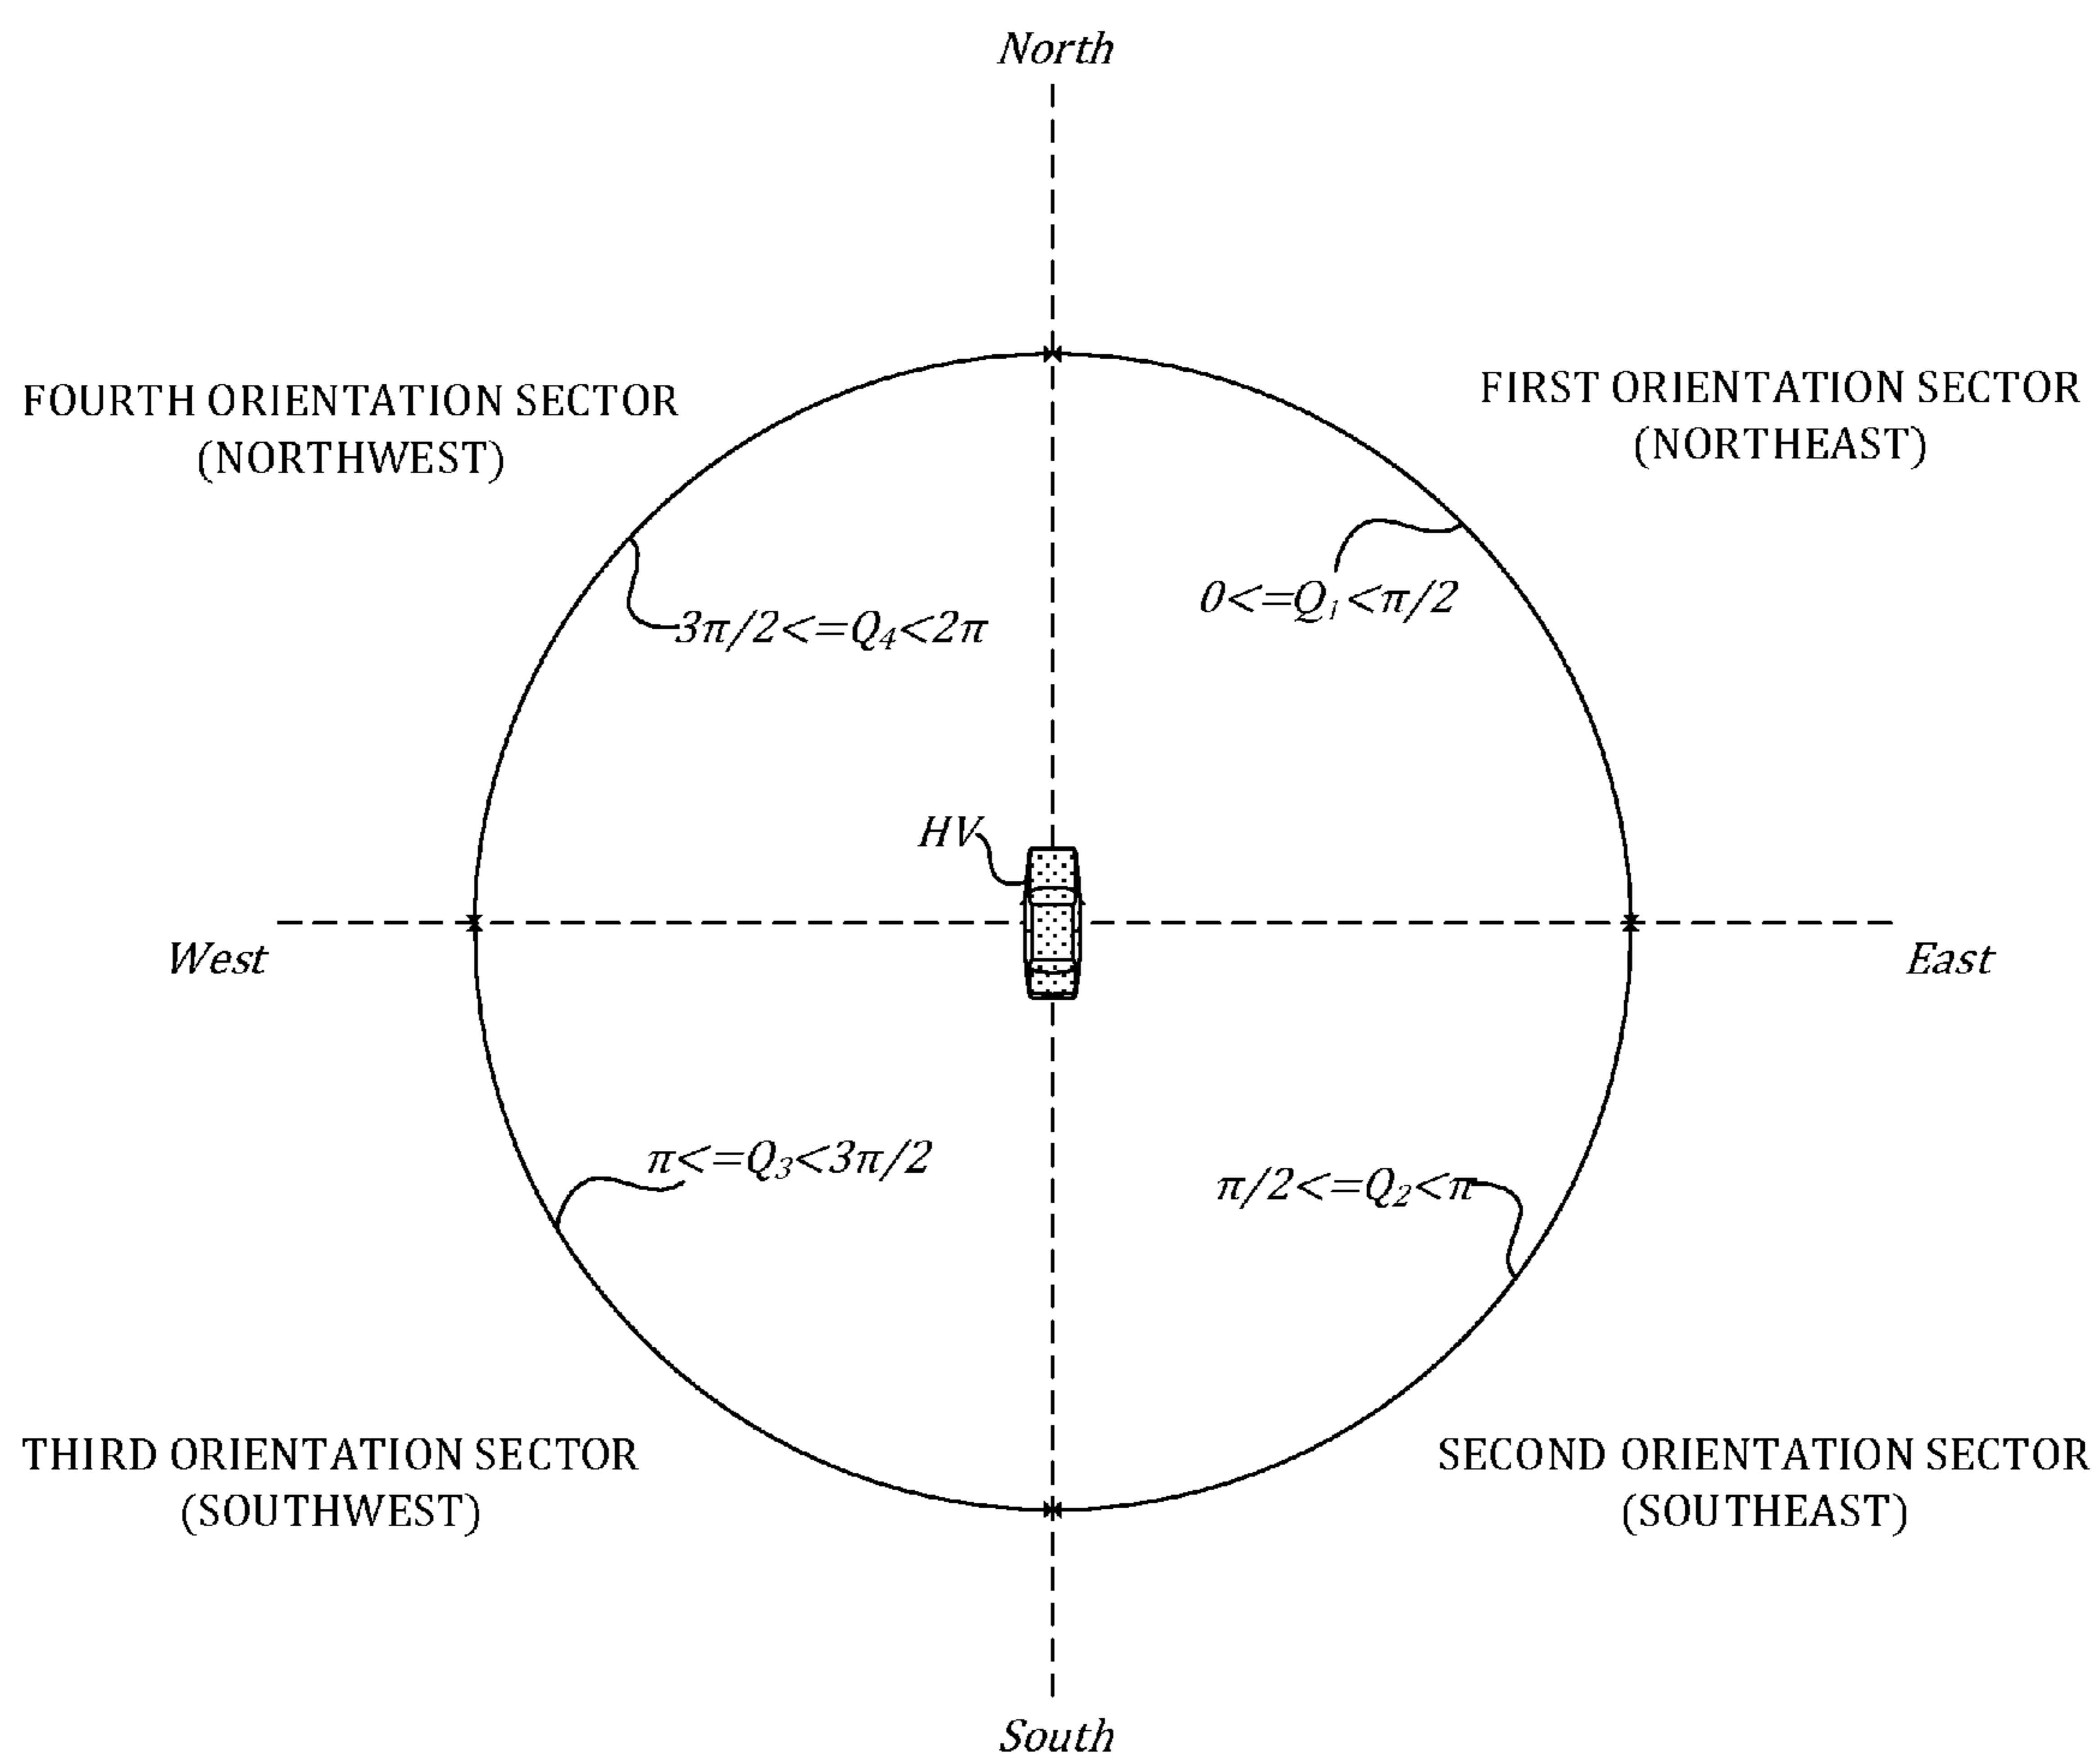 North
FOURTH ORIENTATION SECTOR
(NORTHWEST)
FIRST ORIENTATION SECTOR
(NORTHEAST)
0<=Q₁<π/2
3π/2<=Q₄<2π
HV
West
East
π<=Q₃<3π/2
π/2<=Q₂<π
THIRD ORIENTATION SECTOR
(SOUTHWEST)
SECOND ORIENTATION SECTOR
(SOUTHEAST)
South